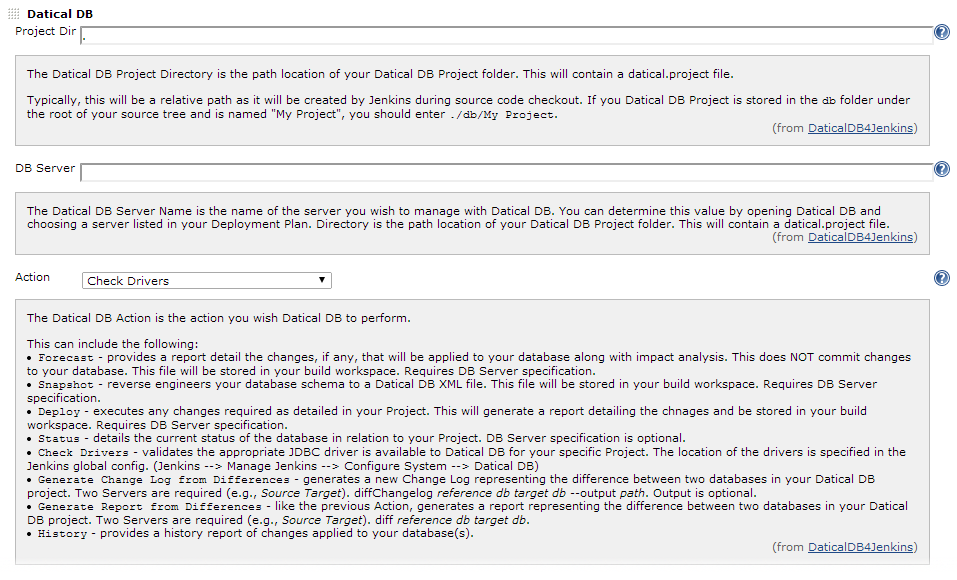 Datical DB
Project Dir .
The Datical DB Project Directory is the path location of your Datical DB Project folder. This will contain a datical.project file.
Typically, this will be a relative path as it will be created by Jenkins during source code checkout. If you Datical DB Project is stored in the db folder under
the root of your source tree and is named "My Project", you should enter ./db/My Project.
(from DaticalDB4Jenkins)
DB Server
The Datical DB Server Name is the name of the server you wish to manage with Datical DB. You can determine this value by opening Datical DB and
choosing a server listed in your Deployment Plan. Directory is the path location of your Datical DB Project folder. This will contain a datical.project file.
(from DaticalDB4Jenkins)
Action Check Drivers
The Datical DB Action is the action you wish Datical DB to perform.
This can include the following:
• Forecast - provides a report detail the changes, if any, that will be applied to your database along with impact analysis. This does NOT commit changes
to your database. This file will be stored in your build workspace. Requires DB Server specification.
• Snapshot - reverse engineers your database schema to a Datical DB XML file. This file will be stored in your build workspace. Requires DB Server
specification.
• Deploy - executes any changes required as detailed in your Project. This will generate a report detailing the chnages and be stored in your build
workspace. Requires DB Server specification.
• Status - details the current status of the database in relation to your Project. DB Server specification is optional.
• Check Drivers - validates the appropriate JDBC driver is available to Datical DB for your specific Project. The location of the drivers is specified in the
Jenkins global config. (Jenkins --> Manage Jenkins --> Configure System --> Datical DB)
• Generate Change Log from Differences - generates a new Change Log representing the difference between two databases in your Datical DB
project. Two Servers are required (e.g., Source Target). diffChangelog reference db target db --output path. Output is optional.
• Generate Report from Differences - like the previous Action, generates a report representing the difference between two databases in your Datical
DB project. Two Servers are required (e.g., Source Target). diff reference db target db.
• History - provides a history report of changes applied to your database(s).
(from DaticalDB4Jenkins)